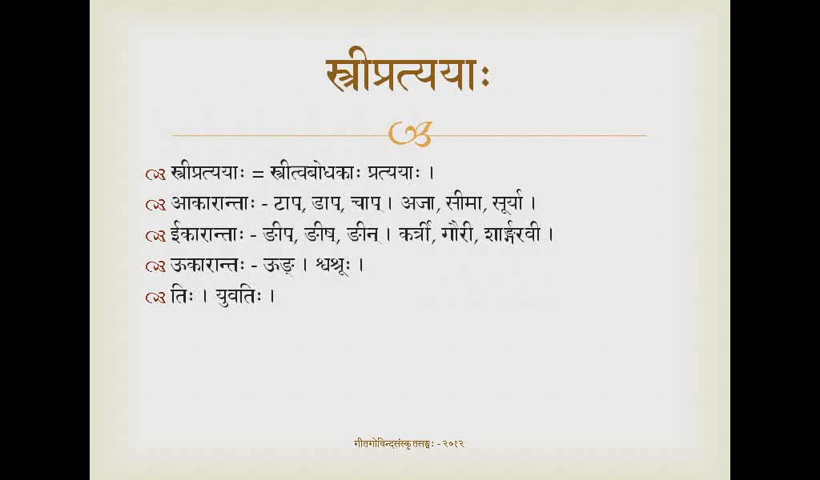 स्त्रीप्रत्ययाः
स्त्रीप्रत्ययाः = स्त्रीत्वबोधकाः प्रत्ययाः ।
आकारान्ताः - टाप्, डाप्, चाप् । अजा, सीमा, सूर्या ।
ईकारान्ताः - ङीप्, ङीष्, ङीन् । कर्त्री, गौरी, शार्ङ्गरवी ।
ऊकारान्तः - ऊङ् । श्वश्रूः ।
तिः । युवतिः ।
गीतगोविन्दसंस्कृतसङ्घः - २०१२